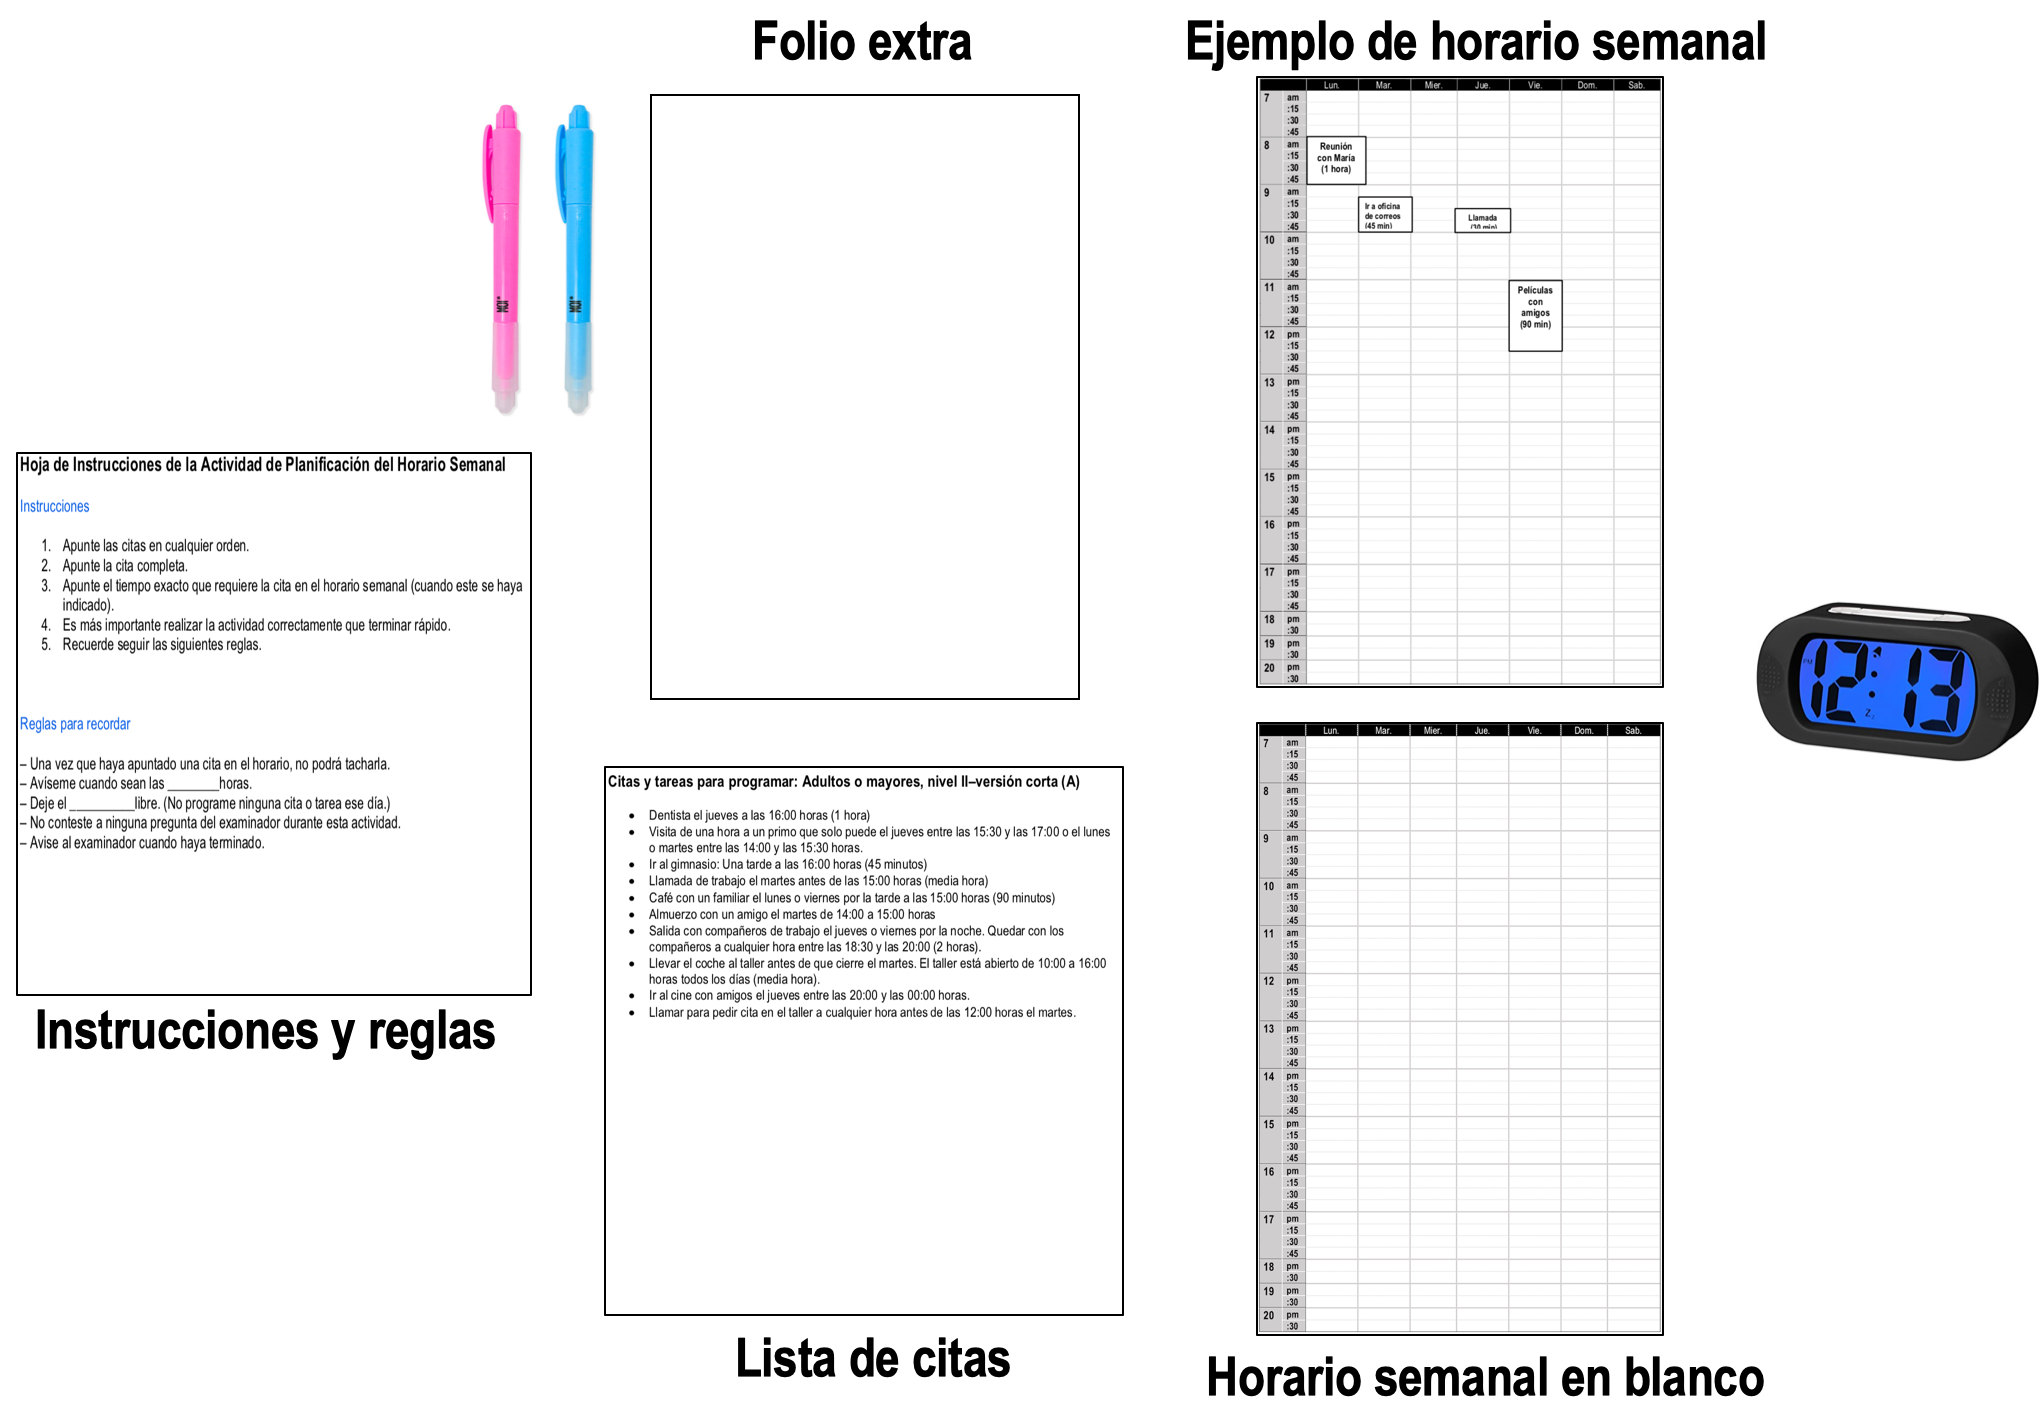 Folio extra
Ejemplo de horario semanal
Lun. Mar. Mier. Jue. Vie. Dom. Sab.
7 am
:15
:30
:45
8 am
:15
:30
:45
9 am
:15
:30
:45
10 am
:15
:30
:45
11 am
:15
:30
:45
12 pm
:15
:30
:45
13 pm
:15
:30
:45
14 pm
:15
:30
:45
15 pm
:15
:30
:45
16 pm
:15
:30
:45
17 pm
:15
:30
:45
18 pm
:30
19 pm
:30
20 pm
:30
Reunión
con María
(1 hora)
Ir a oficina
de correos
(45 min)
Llamada
(30 min)
Películas
con
amigos
(90 min)
Hoja de Instrucciones de la Actividad de Planificación del Horario Semanal
Instrucciones
1. Apunte las citas en cualquier orden.
2. Apunte la cita completa.
3. Apunte el tiempo exacto que requiere la cita en el horario semanal (cuando este se haya
indicado).
4. Es más importante realizar la actividad correctamente que terminar rápido.
5. Recuerde seguir las siguientes reglas.
Reglas para recordar
– Una vez que haya apuntado una cita en el horario, no podrá tacharla.
– Avíseme cuando sean las _______horas.
– Deje el _________libre. (No programe ninguna cita o tarea ese día.)
– No conteste a ninguna pregunta del examinador durante esta actividad.
– Avise al examinador cuando haya terminado.
Instrucciones y reglas
Citas y tareas para programar: Adultos o mayores, nivel II–versión corta (A)
• Dentista el jueves a las 16:00 horas (1 hora)
• Visita de una hora a un primo que solo puede el jueves entre las 15:30 y las 17:00 o el lunes
o martes entre las 14:00 y las 15:30 horas.
• Ir al gimnasio: Una tarde a las 16:00 horas (45 minutos)
• Llamada de trabajo el martes antes de las 15:00 horas (media hora)
• Café con un familiar el lunes o viernes por la tarde a las 15:00 horas (90 minutos)
• Almuerzo con un amigo el martes de 14:00 a 15:00 horas
• Salida con compañeros de trabajo el jueves o viernes por la noche. Quedar con los
compañeros a cualquier hora entre las 18:30 y las 20:00 (2 horas).
• Llevar el coche al taller antes de que cierre el martes. El taller está abierto de 10:00 a 16:00
horas todos los días (media hora).
• Ir al cine con amigos el jueves entre las 20:00 y las 00:00 horas.
• Llamar para pedir cita en el taller a cualquier hora antes de las 12:00 horas el martes.
Lista de citas
Lun. Mar. Mier. Jue. Vie. Dom. Sab.
7 am
:15
:30
:45
8 am
:15
:30
:45
9 am
:15
:30
:45
10 am
:15
:30
:45
11 am
:15
:30
:45
12 pm
:15
:30
:45
13 pm
:15
:30
:45
14 pm
:15
:30
:45
15 pm
:15
:30
:45
16 pm
:15
:30
:45
17 pm
:15
:30
:45
18 pm
:30
19 pm
:30
20 pm
:30
Horario semanal en blanco
12:13